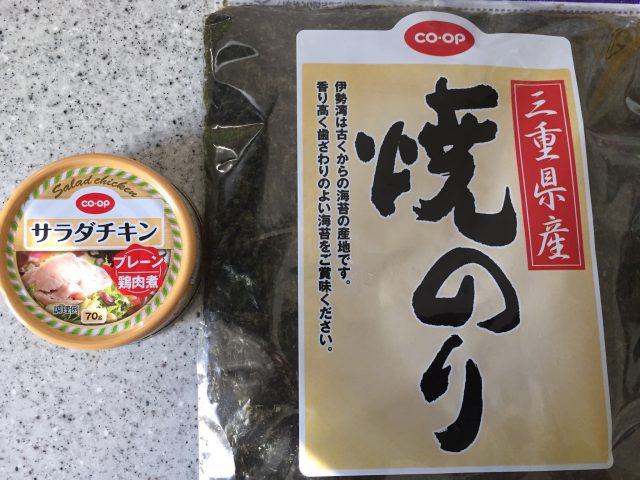 Salad chicken
CO・OP
サラダチキン
プレーン
鶏肉煮
調理例
70g
CO・OP
三重県産
焼のり
伊勢湾は古くからの海苔の産地です。
香り高く歯ざわりのよい海苔をご賞味ください。